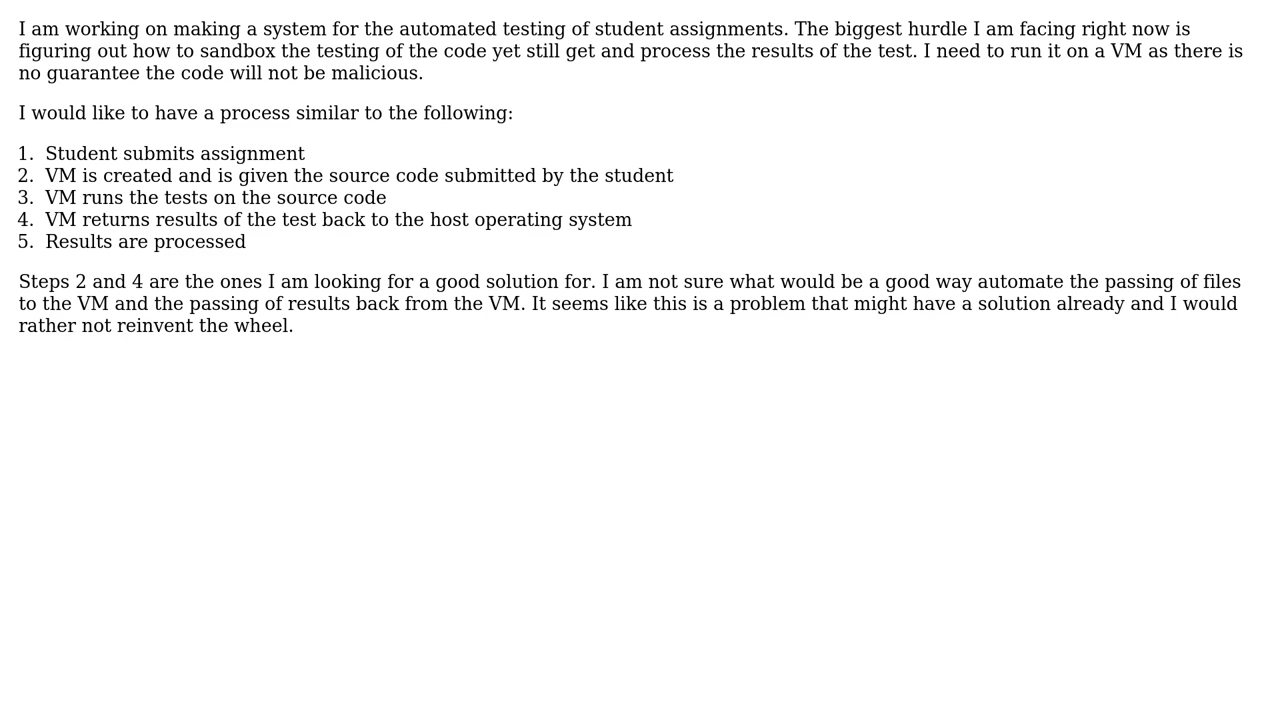 I am working on making a system for the automated testing of student assignments. The biggest hurdle I am facing right now is
figuring out how to sandbox the testing of the code yet still get and process the results of the test. I need to run it on a VM as there is
no guarantee the code will not be malicious.
I would like to have a process similar to the following:
1. Student submits assignment
2. VM is created and is given the source code submitted by the student
3. VM runs the tests on the source code
4. VM returns results of the test back to the host operating system
5. Results are processed
Steps 2 and 4 are the ones I am looking for a good solution for. I am not sure what would be a good way automate the passing of files
to the VM and the passing of results back from the VM. It seems like this is a problem that might have a solution already and I would
rather not reinvent the wheel.